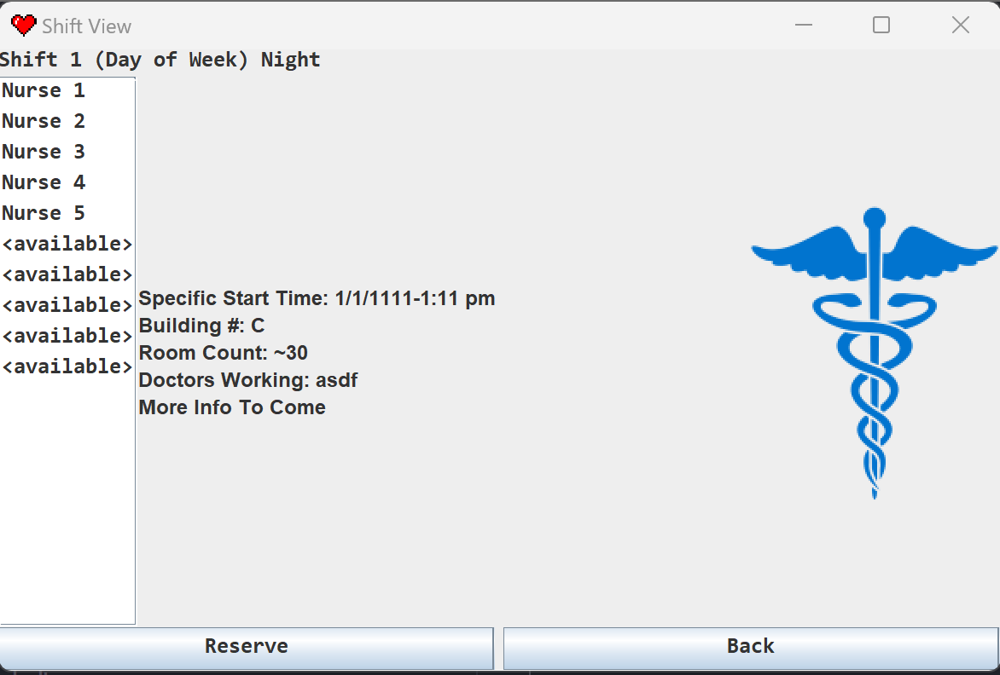 Shift View
Shift 1 (Day of Week) Night
Nurse 1
Nurse 2
Nurse 3
Nurse 4
Nurse 5
<available>
<available>
<available>
<available>
<available>
Specific Start Time: 1/1/1111-1:11 pm
Building #: C
Room Count: ~30
Doctors Working: asdf
More Info To Come
Reserve
Back